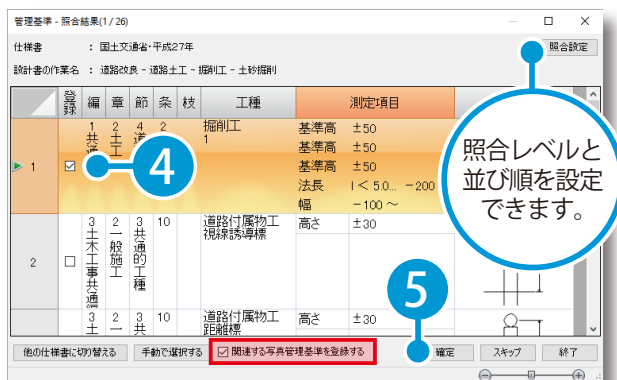 管理基準 - 照合結果(1 / 26)
仕様書 : 国土交通省･平成27年
照合設定
設計書の作業名 : 道路改良 - 道路土工 - 掘削工 - 土砂掘削
登録 編 章 節 条 枝 工種 測定項目
1 共通 2 土工 4 道 2 掘削工 1
基準高 ±50
基準高 ±50
基準高 ±50
法長 l < 5.0... -200
幅 -100 ~
1
4
照合レベルと
並び順を設定
できます。
2 3 土木工事共通編 2 一般施工 3 共通的工種 10 道路付属物工 視線誘導標 高さ ±30
5
3 土 2 一 3 共 10 道路付属物工 距離標 高さ ±30
他の仕様書に切り替える 手動で選択する 関連する写真管理基準を登録する 確定 スキップ 終了